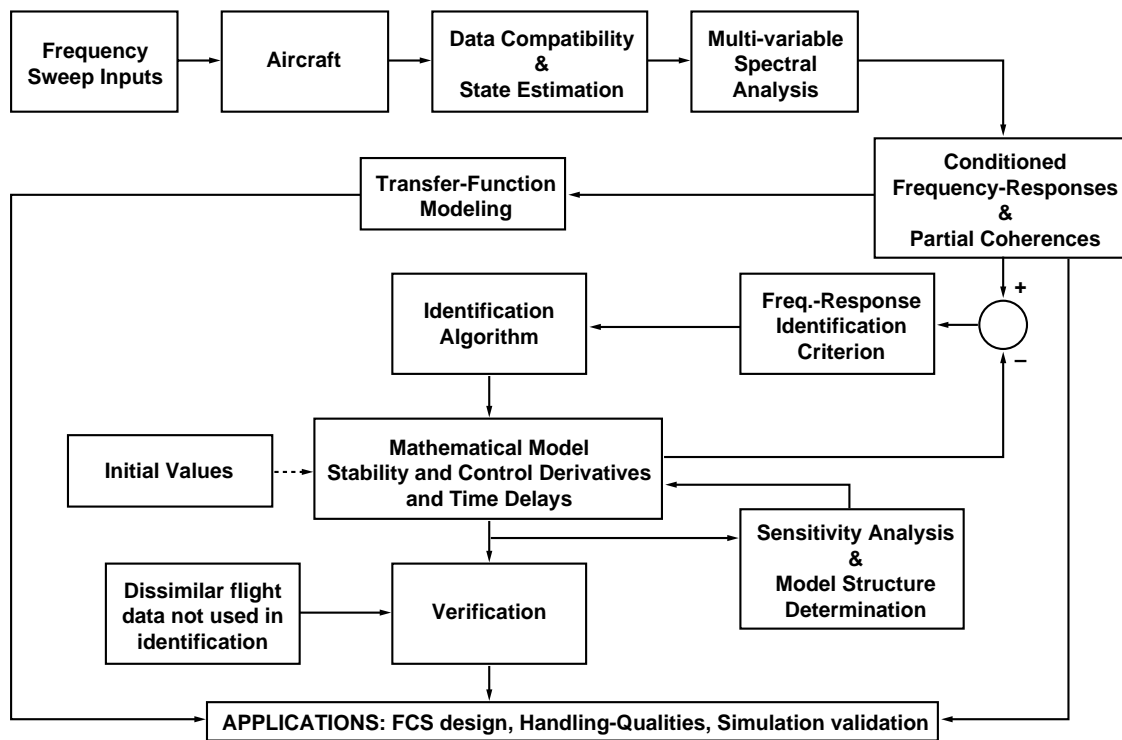 Frequency
Sweep Inputs
Aircraft
Data Compatibility
&
State Estimation
Multi-variable
Spectral
Analysis
Conditioned
Frequency-Responses
&
Partial Coherences
Transfer-Function
Modeling
+
–
Freq.-Response
Identification
Criterion
Identification
Algorithm
Initial Values
Mathematical Model
Stability and Control Derivatives
and Time Delays
Sensitivity Analysis
&
Model Structure
Determination
Dissimilar flight
data not used in
identification
Verification
APPLICATIONS: FCS design, Handling-Qualities, Simulation validation